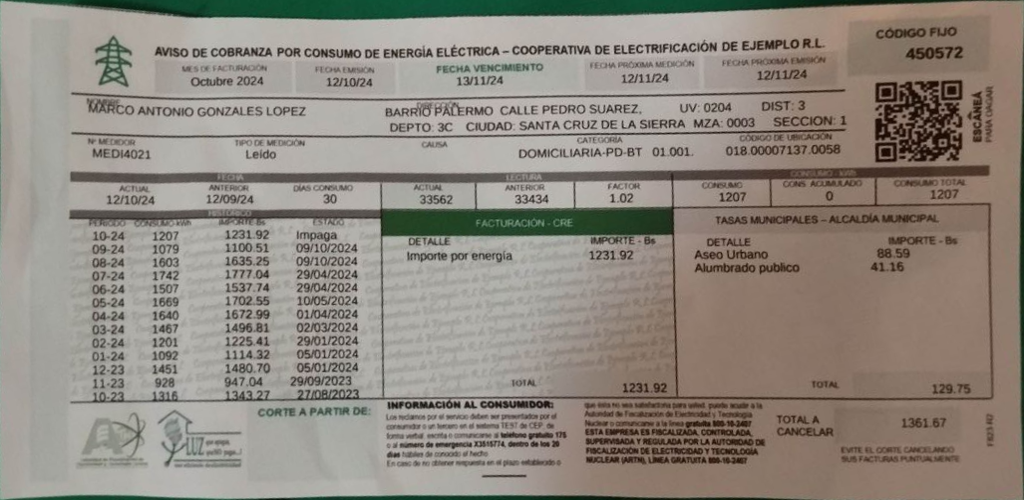 AVISO DE COBRANZA POR CONSUMO DE ENERGÍA ELÉCTRICA – COOPERATIVA DE ELECTRIFICACIÓN DE EJEMPLO R.L.
CÓDIGO FIJO
450572
MES DE FACTURACIÓN FECHA EMISIÓN FECHA VENCIMIENTO FECHA PRÓXIMA MEDICIÓN FECHA PRÓXIMA EMISIÓN
Octubre 2024 12/10/24 13/11/24 12/11/24 12/11/24
NOMBRE DIRECCIÓN
MARCO ANTONIO GONZALES LOPEZ BARRIO PALERMO CALLE PEDRO SUAREZ, UV: 0204 DIST: 3
DEPTO: 3C CIUDAD: SANTA CRUZ DE LA SIERRA MZA: 0003 SECCION: 1
ESCANEÁ
PARA PAGAR
Nº MEDIDOR TIPO DE MEDICIÓN CAUSA CATEGORÍA CÓDIGO DE UBICACIÓN
MEDI4021 Leído DOMICILIARIA-PD-BT 01.001. 018.00007137.0058
FECHA LECTURA CONSUMO - kWh
ACTUAL ANTERIOR DÍAS CONSUMO ACTUAL ANTERIOR FACTOR CONSUMO CONS. ACUMULADO CONSUMO TOTAL
12/10/24 12/09/24 30 33562 33434 1.02 1207 0 1207
HISTÓRICO
PERIODO CONSUMO-kWh IMPORTE-Bs ESTADO
10-24 1207 1231.92 Impaga
09-24 1079 1100.51 09/10/2024
08-24 1603 1635.25 09/10/2024
07-24 1742 1777.04 29/04/2024
06-24 1507 1537.74 29/04/2024
05-24 1669 1702.55 10/05/2024
04-24 1640 1672.99 01/04/2024
03-24 1467 1496.81 02/03/2024
02-24 1201 1225.41 29/01/2024
01-24 1092 1114.32 05/01/2024
12-23 1451 1480.70 05/01/2024
11-23 928 947.04 29/09/2023
10-23 1316 1343.27 27/08/2023
FACTURACIÓN - CRE
DETALLE IMPORTE - Bs
Importe por energía 1231.92
TOTAL 1231.92
TASAS MUNICIPALES – ALCALDÍA MUNICIPAL
DETALLE IMPORTE - Bs
Aseo Urbano 88.59
Alumbrado publico 41.16
TOTAL 129.75
LUZ
CORTE A PARTIR DE:
INFORMACIÓN AL CONSUMIDOR:
Los reclamos por el servicio deben ser presentados por el
consumidor o un tercero en el sistema TEST de CEP, de
forma verbal, escrita o comunicarse al teléfono gratuito 175
o al número de emergencia 33515774, dentro de los 20
días hábiles de conocido el hecho
En caso de no obtener respuesta en el plazo establecido o
que esta no sea satisfactoria para usted, puede acudir a la
Autoridad de Fiscalización de Electricidad y Tecnología
Nuclear o comunicarse a la línea gratuita 800-10-2407
ESTA EMPRESA ES FISCALIZADA, CONTROLADA,
SUPERVISADA Y REGULADA POR LA AUTORIDAD DE
FISCALIZACIÓN DE ELECTRICIDAD Y TECNOLOGÍA
NUCLEAR (AETN), LÍNEA GRATUITA 800-10-2407
TOTAL A
CANCELAR 1361.67
EVITE EL CORTE CANCELANDO
SUS FACTURAS PUNTUALMENTE